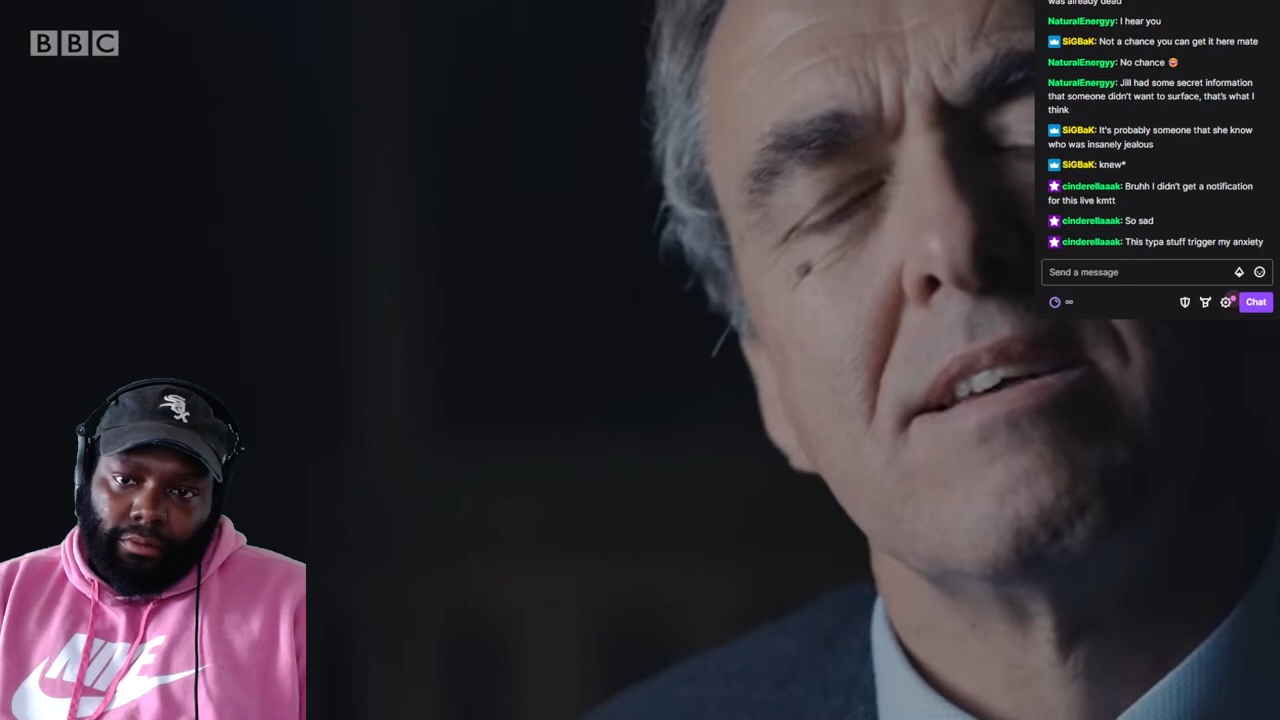 BBC
was already dead
NaturalEnergyy: I hear you
SiGBaK: Not a chance you can get it here mate
NaturalEnergyy: No chance
NaturalEnergyy: Jill had some secret information
that someone didn't want to surface, that's what I
think
SiGBaK: It's probably someone that she know
who was insanely jealous
SiGBaK: knew*
cinderellaaak: Bruhh I didn't get a notification
for this live kmtt
cinderellaaak: So sad
cinderellaaak: This typa stuff trigger my anxiety
Send a message
Chat
Sox
NIKE